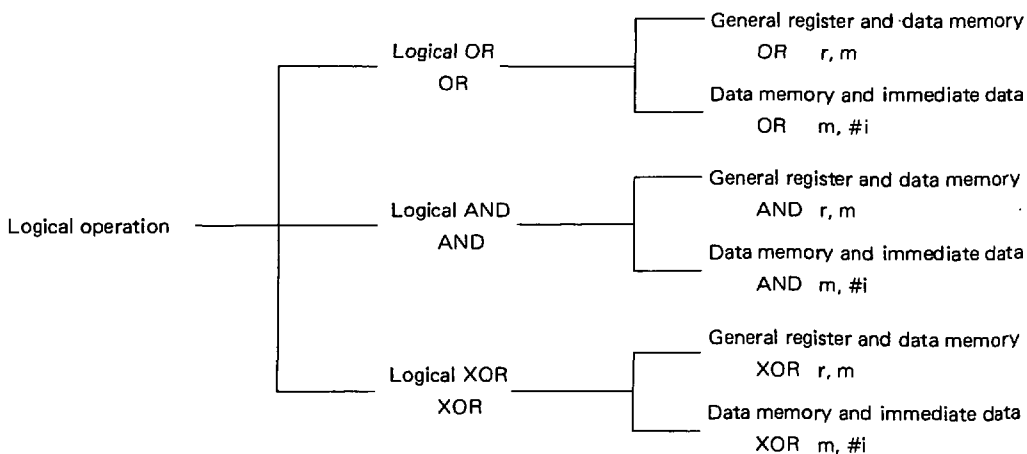 General register and data memory
Logical OR
OR r, m
OR
Data memory and immediate data
OR m, #i
General register and data memory
Logical AND
AND r, m
Logical operation
AND
Data memory and immediate data
AND m, #i
General register and data memory
Logical XOR
XOR r, m
XOR
Data memory and immediate data
XOR m, #i